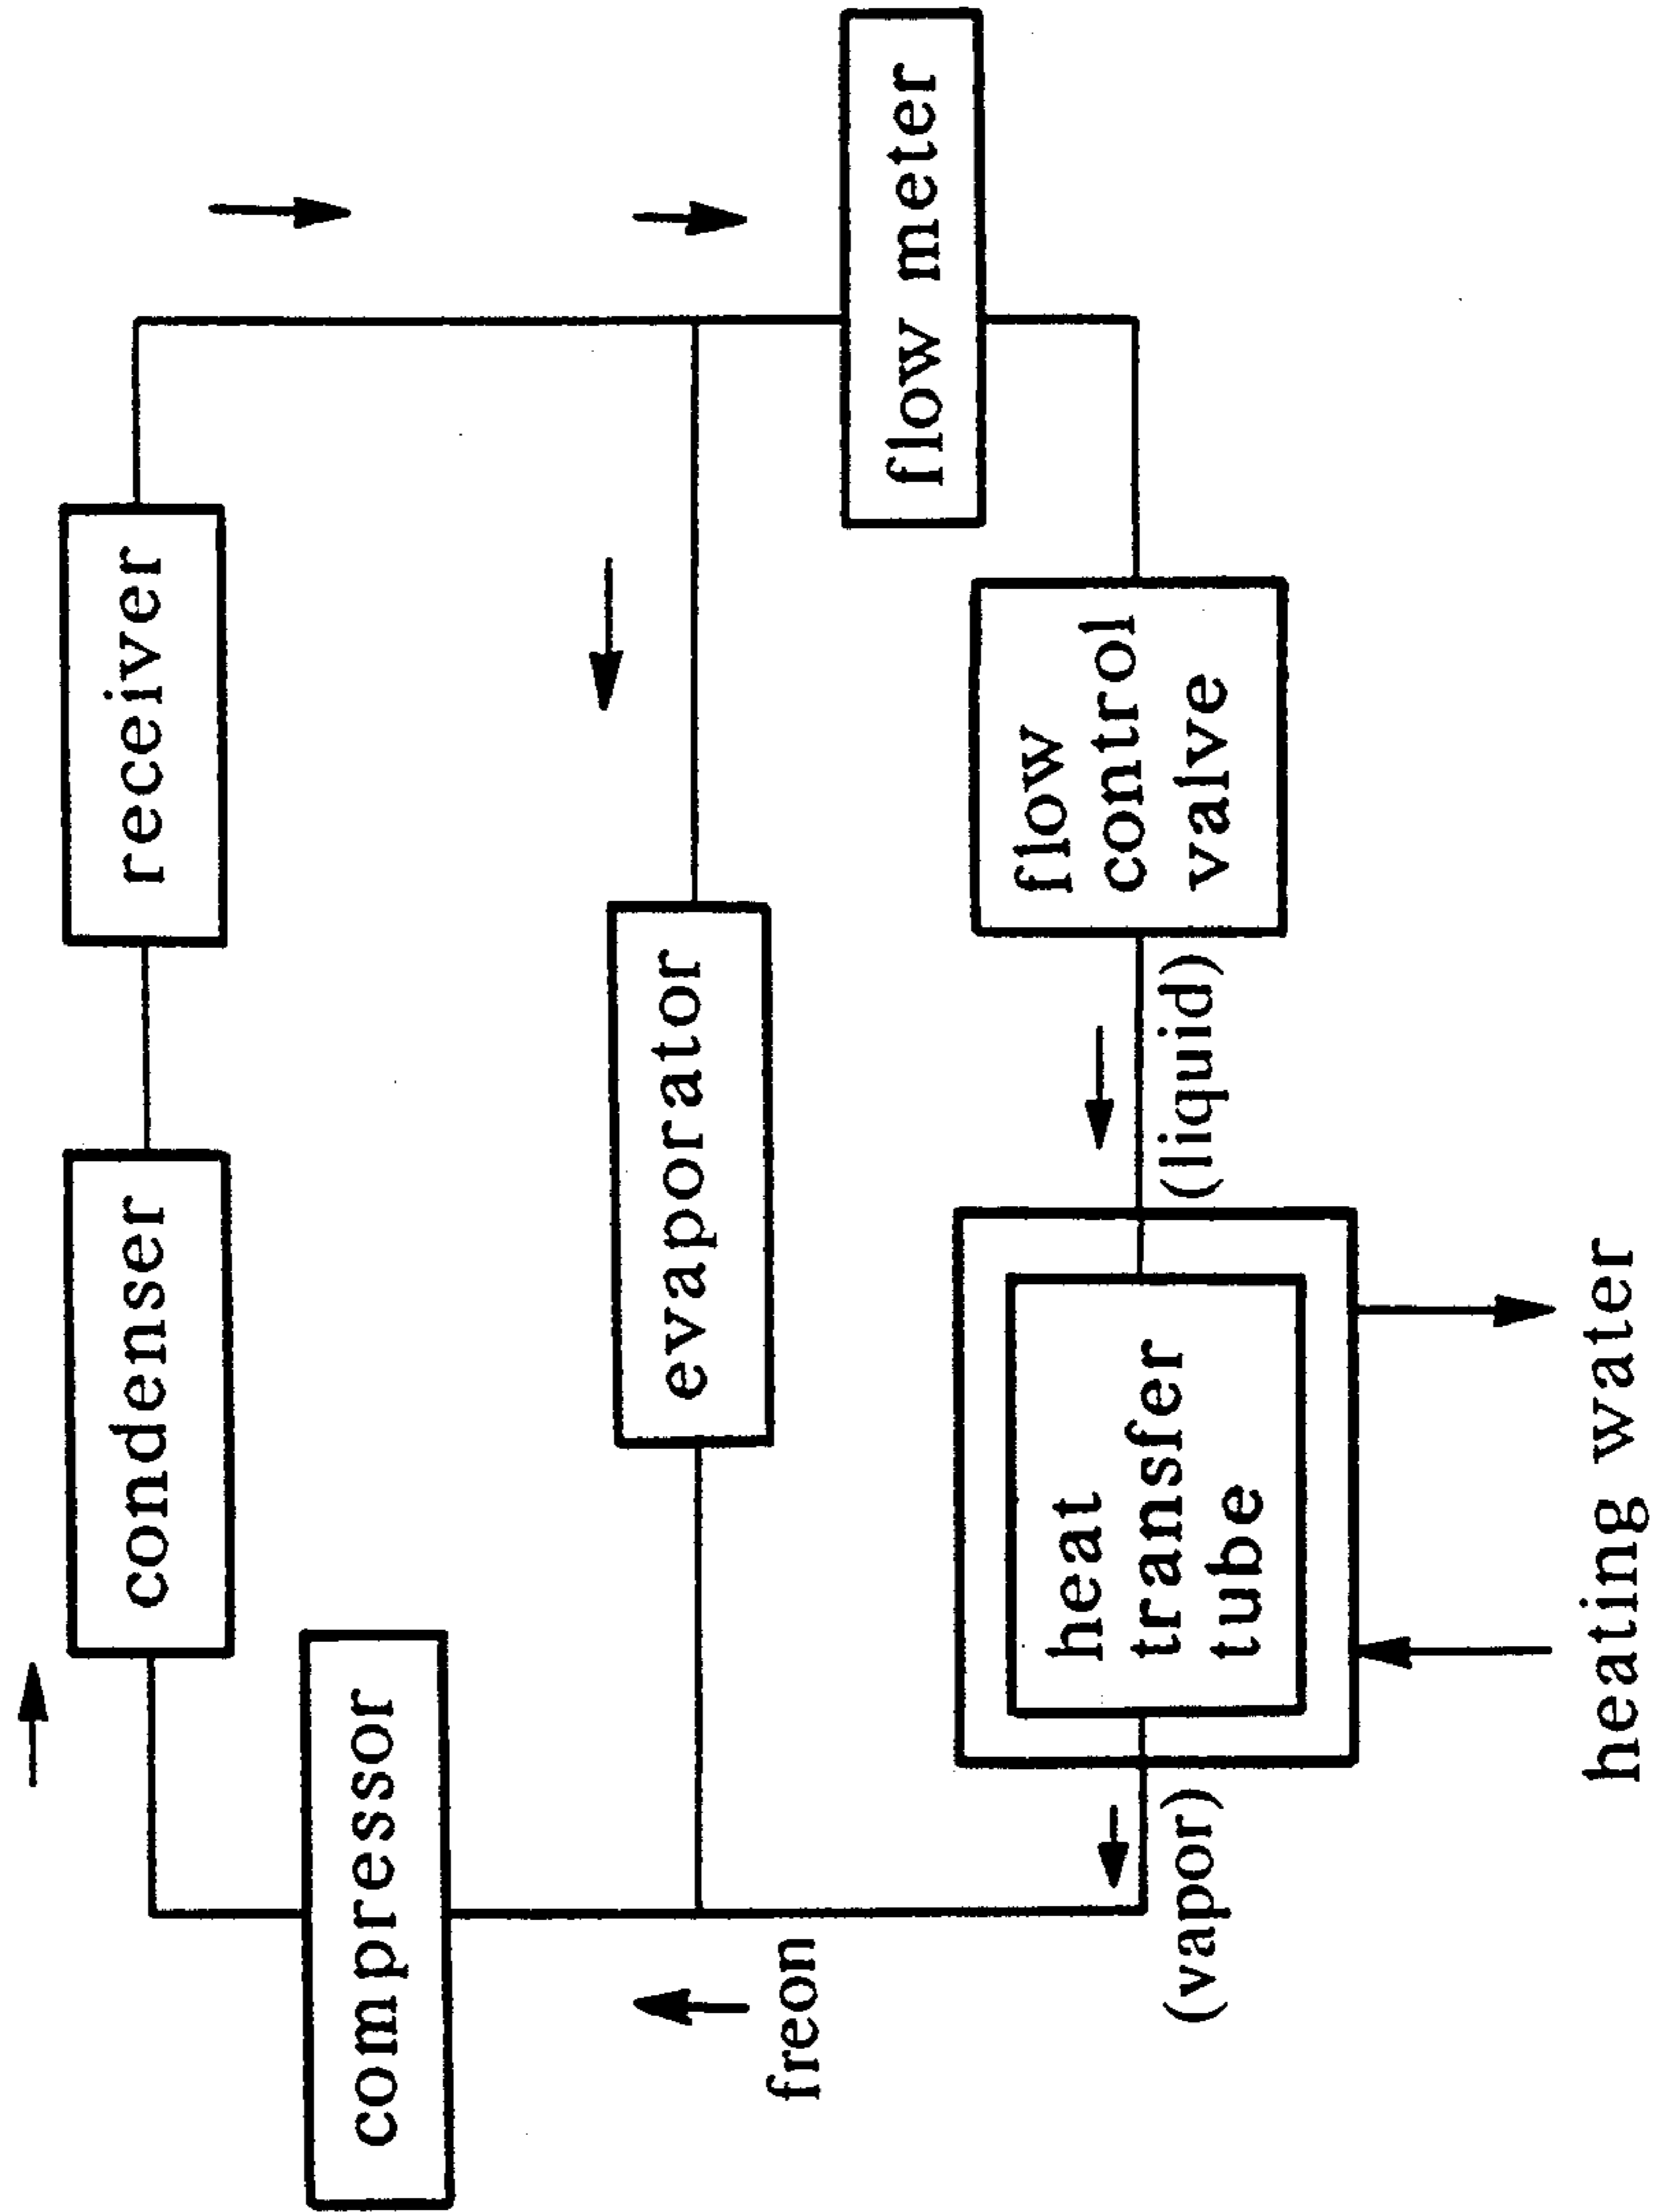 compressor
condenser
receiver
freon
evaporator
flow meter
(vapor)
heat
transfer
tube
(liquid)
flow
control
valve
heating water